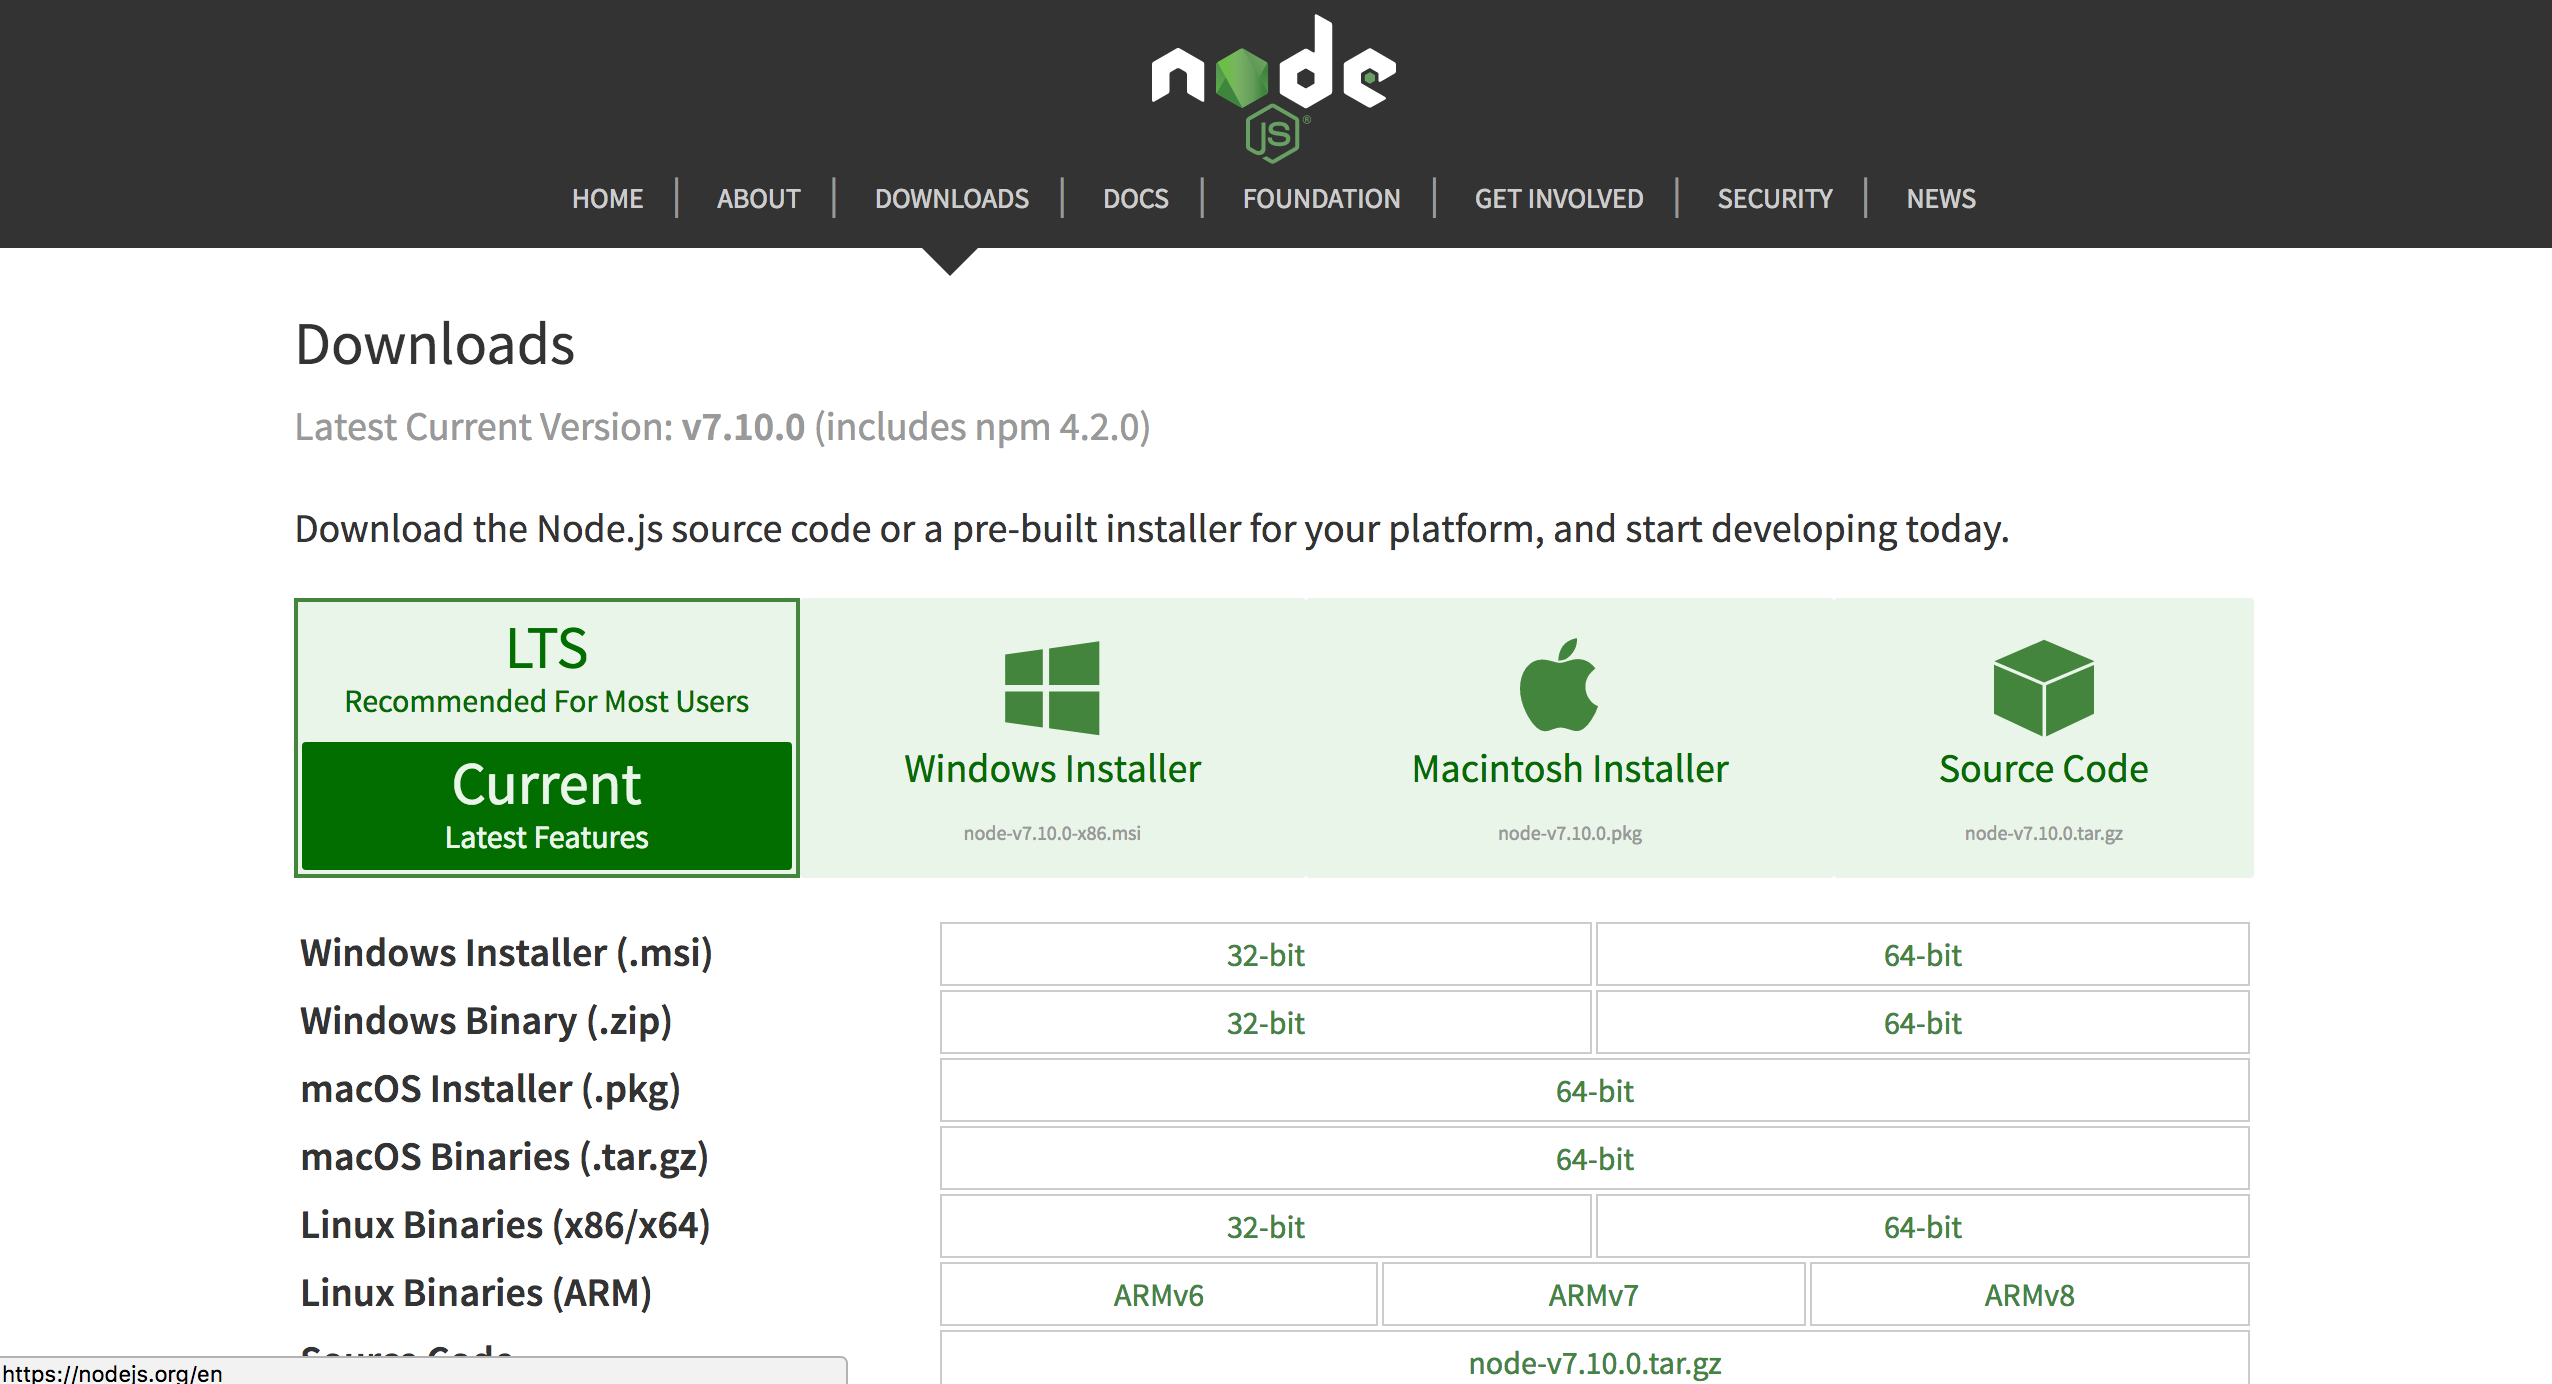 node
JS®
HOME | ABOUT | DOWNLOADS | DOCS | FOUNDATION | GET INVOLVED | SECURITY | NEWS
Downloads
Latest Current Version: v7.10.0 (includes npm 4.2.0)
Download the Node.js source code or a pre-built installer for your platform, and start developing today.
LTS
Recommended For Most Users
Current
Latest Features
Windows Installer
node-v7.10.0-x86.msi
Macintosh Installer
node-v7.10.0.pkg
Source Code
node-v7.10.0.tar.gz
Windows Installer (.msi) 32-bit 64-bit
Windows Binary (.zip) 32-bit 64-bit
macOS Installer (.pkg) 64-bit
macOS Binaries (.tar.gz) 64-bit
Linux Binaries (x86/x64) 32-bit 64-bit
Linux Binaries (ARM) ARMv6 ARMv7 ARMv8
Source Code node-v7.10.0.tar.gz
https://nodejs.org/en